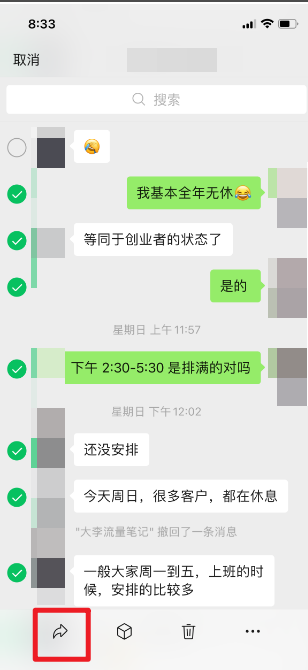 8:33
取消
搜索
我基本全年无休😂
等同于创业者的状态了
是的
星期日 上午 11:57
下午 2:30-5:30 是排满的对吗
星期日 下午 12:02
还没安排
今天周日，很多客户，都在休息
"大李流量笔记" 撤回了一条消息
一般大家周一到五，上班的时
候，安排的比较多